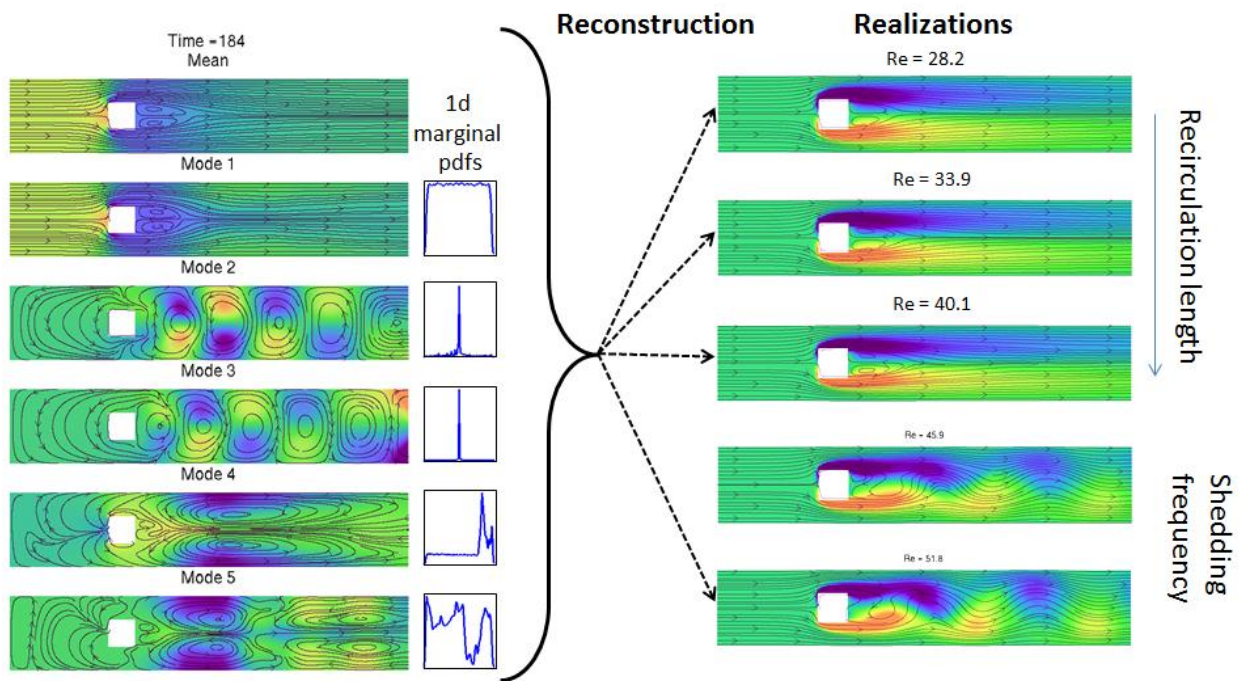 Time =184
Mean
Mode 1
Mode 2
Mode 3
Mode 4
Mode 5
1d
marginal
pdfs
Reconstruction
Realizations
Re = 28.2
Re = 33.9
Re = 40.1
Re = 45.9
Re = 51.8
Recirculation length
Shedding
frequency